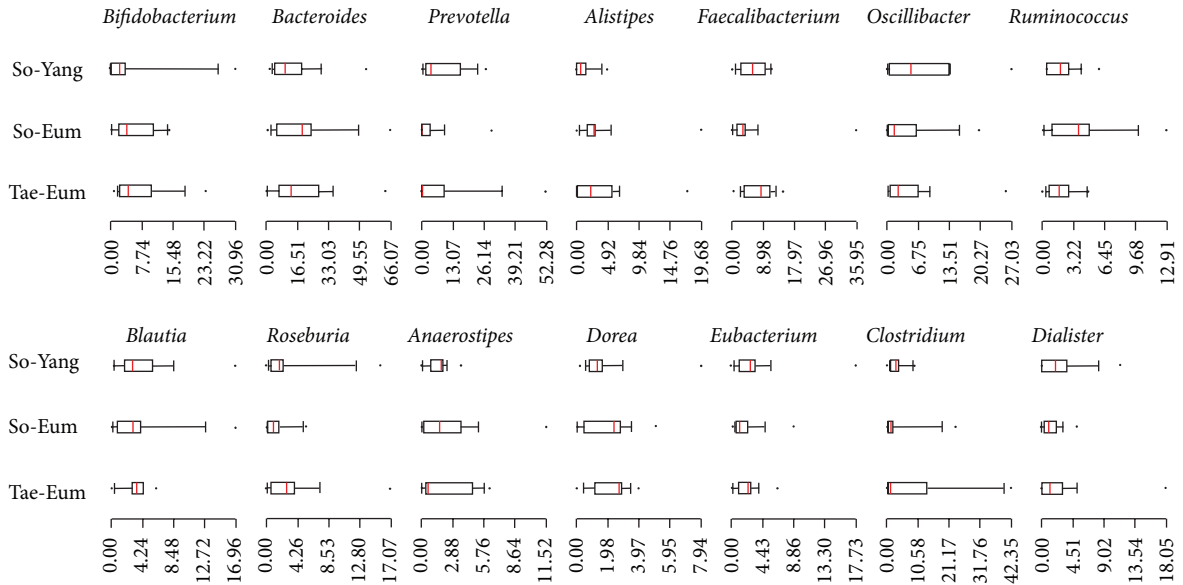 Bifidobacterium Bacteroides Prevotella Alistipes Faecalibacterium Oscillibacter Ruminococcus
So-Yang
So-Eum
Tae-Eum
0.00 7.74 15.48 23.22 30.96 0.00 16.51 33.03 49.55 66.07 0.00 13.07 26.14 39.21 52.28 0.00 4.92 9.84 14.76 19.68 0.00 8.98 17.97 26.96 35.95 0.00 6.75 13.51 20.27 27.03 0.00 3.22 6.45 9.68 12.91
Blautia Roseburia Anaerostipes Dorea Eubacterium Clostridium Dialister
So-Yang
So-Eum
Tae-Eum
0.00 4.24 8.48 12.72 16.96 0.00 4.26 8.53 12.80 17.07 0.00 2.88 5.76 8.64 11.52 0.00 1.98 3.97 5.95 7.94 0.00 4.43 8.86 13.30 17.73 0.00 10.58 21.17 31.76 42.35 0.00 4.51 9.02 13.54 18.05